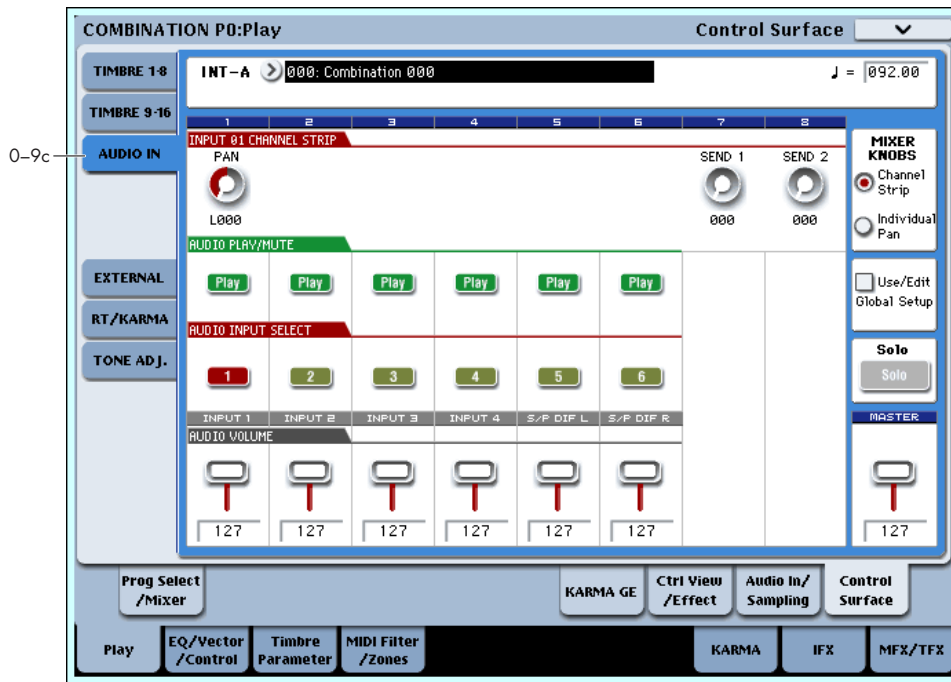 COMBINATION P0:Play
Control Surface
TIMBRE 1-8
INT-A
000: Combination 000
♩ = 092.00
TIMBRE 9-16
1 2 3 4 5 6 7 8
0–9c
AUDIO IN
INPUT 01 CHANNEL STRIP
PAN
SEND 1
SEND 2
L000
000
000
MIXER
KNOBS
Channel
Strip
Individual
Pan
AUDIO PLAY/MUTE
EXTERNAL
Play Play Play Play Play Play
Use/Edit
Global Setup
RT/KARMA
AUDIO INPUT SELECT
TONE ADJ.
1 2 3 4 5 6
Solo
Solo
INPUT 1 INPUT 2 INPUT 3 INPUT 4 S/P DIF L S/P DIF R
MASTER
AUDIO VOLUME
127 127 127 127 127 127
127
Prog Select
/Mixer
KARMA GE
Ctrl View
/Effect
Audio In/
Sampling
Control
Surface
Play
EQ/Vector
/Control
Timbre
Parameter
MIDI Filter
/Zones
KARMA
IFX
MFX/TFX